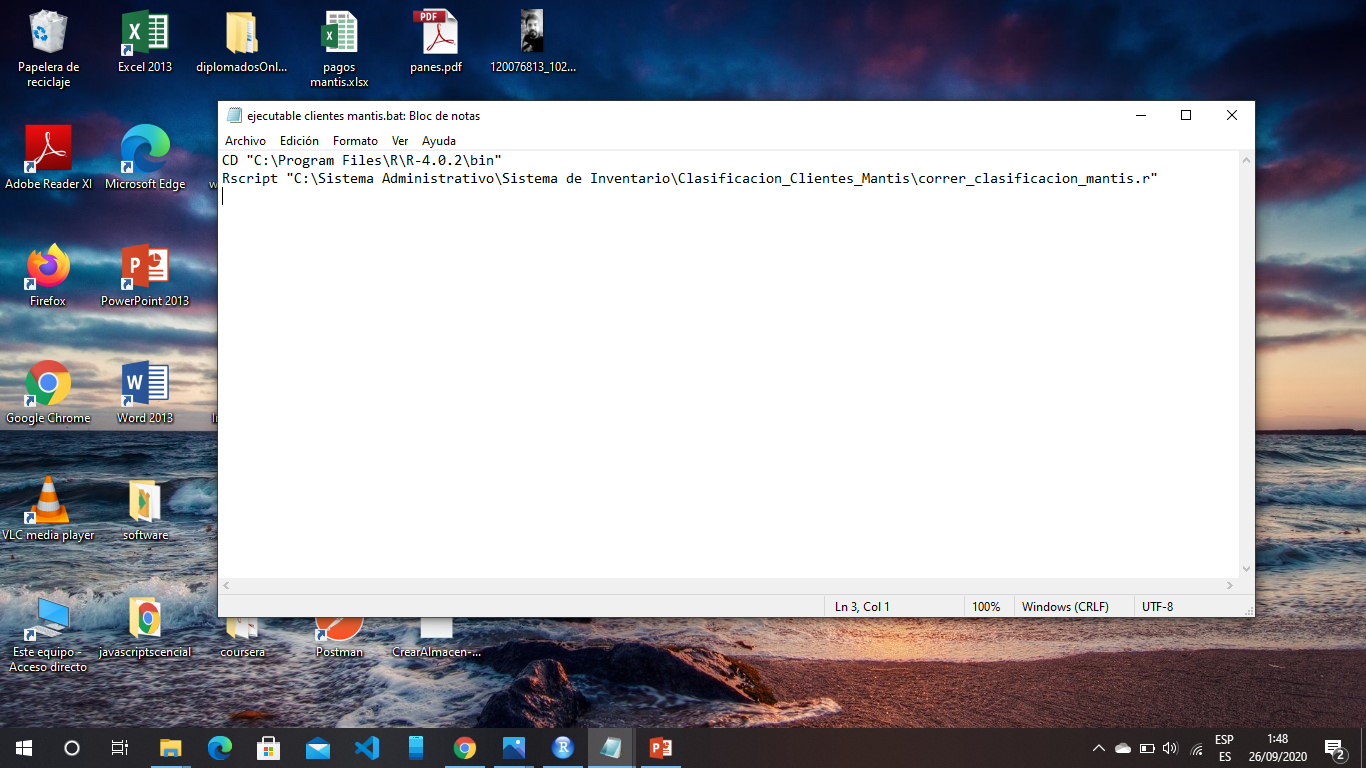 Papelera de
reciclaje
Excel 2013
diplomadosOnl...
pagos
mantis.xlsx
PDF
panes.pdf
120076813_102...
Adobe Reader XI
Microsoft Edge
Firefox
PowerPoint 2013
Google Chrome
Word 2013
VLC media player
software
Este equipo -
Acceso directo
javascriptscencial
coursera
Postman
CrearAlmacen-...
ejecutable clientes mantis.bat: Bloc de notas
Archivo Edición Formato Ver Ayuda
CD "C:\Program Files\R\R-4.0.2\bin"
Rscript "C:\Sistema Administrativo\Sistema de Inventario\Clasificacion_Clientes_Mantis\correr_clasificacion_mantis.r"
Ln 3, Col 1 100% Windows (CRLF) UTF-8
ESP
ES
1:48
26/09/2020
2